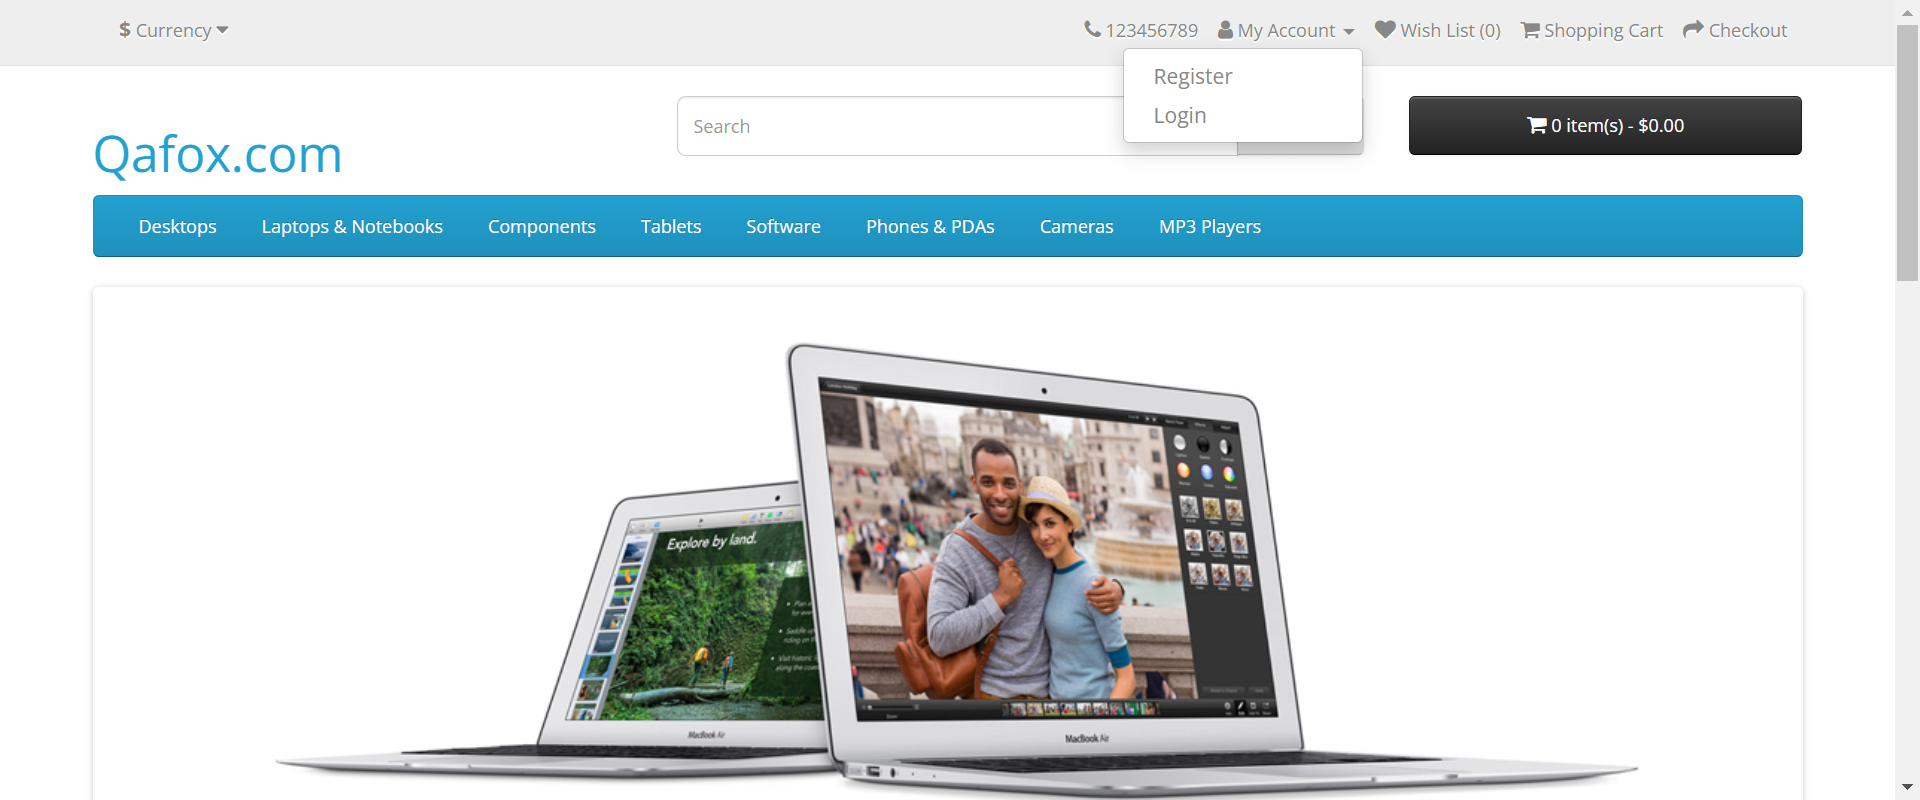 $ Currency
123456789 My Account Wish List (0) Shopping Cart Checkout
Register
Login
Search
0 item(s) - $0.00
Qafox.com
Desktops Laptops & Notebooks Components Tablets Software Phones & PDAs Cameras MP3 Players
Explore by land.
MacBook Air
MacBook Air